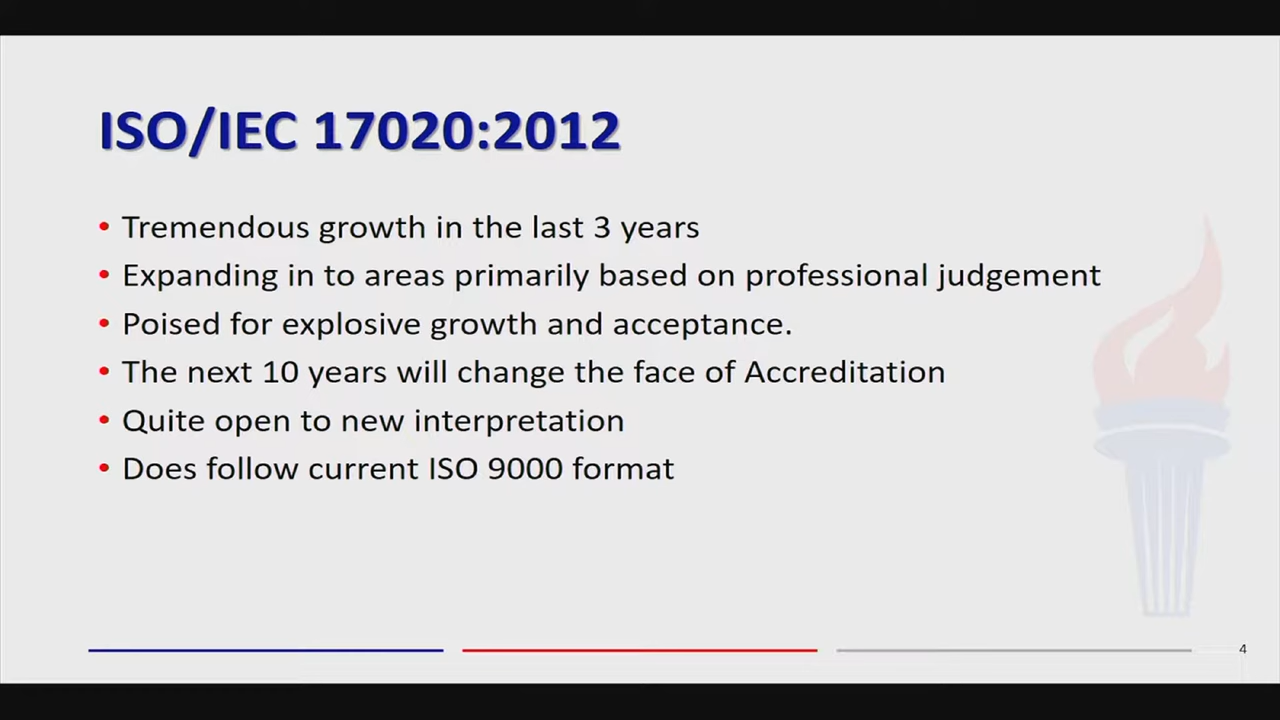 ISO/IEC 17020:2012
• Tremendous growth in the last 3 years
• Expanding in to areas primarily based on professional judgement
• Poised for explosive growth and acceptance.
• The next 10 years will change the face of Accreditation
• Quite open to new interpretation
• Does follow current ISO 9000 format
4